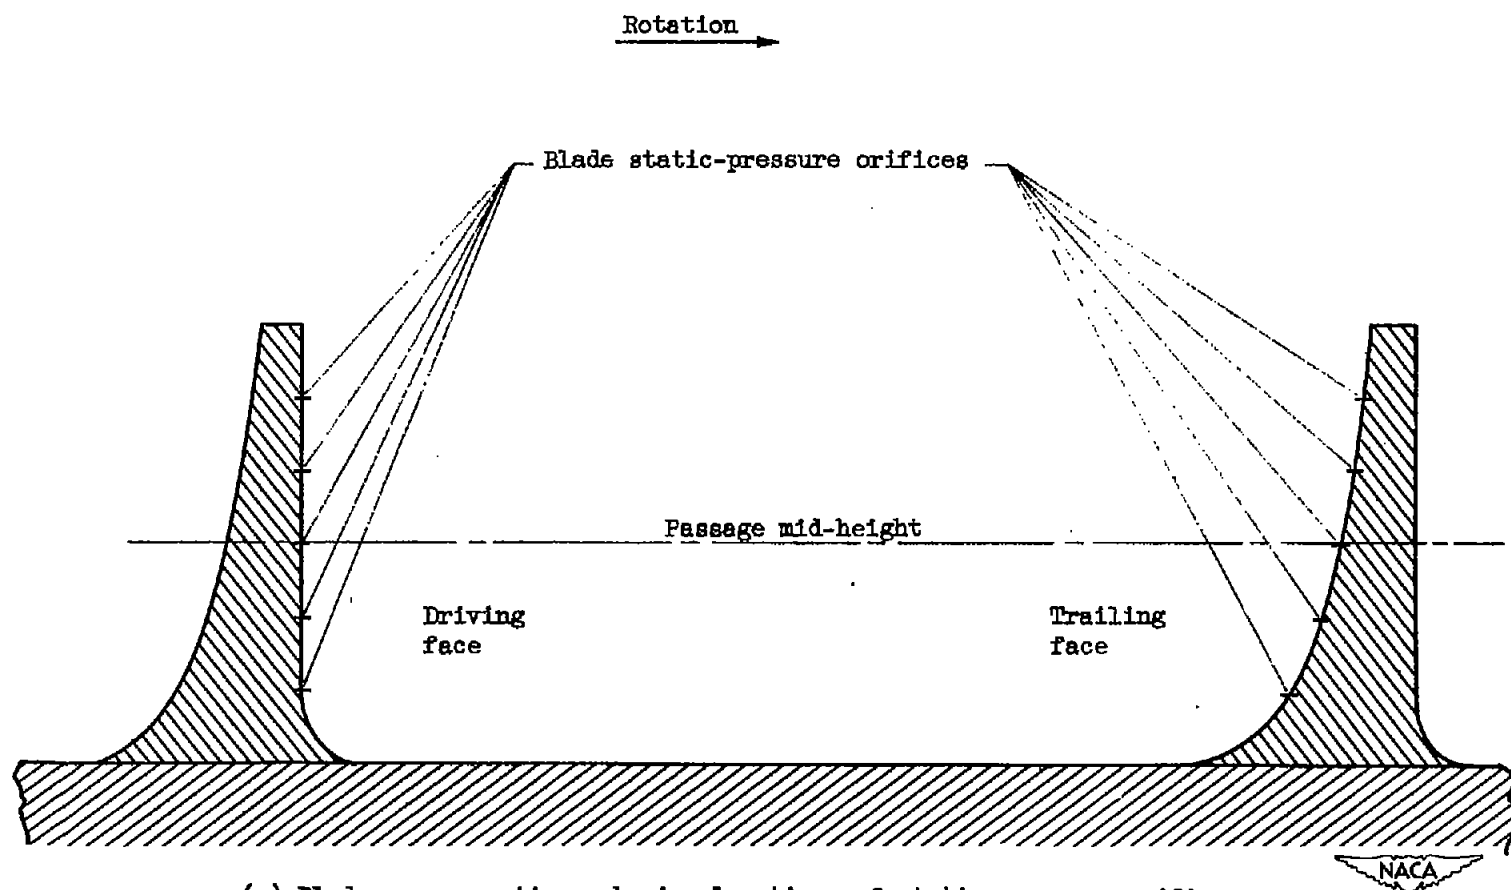 Rotation
Blade static-pressure orifices
Passage mid-height
Driving
face
Trailing
face
NACA